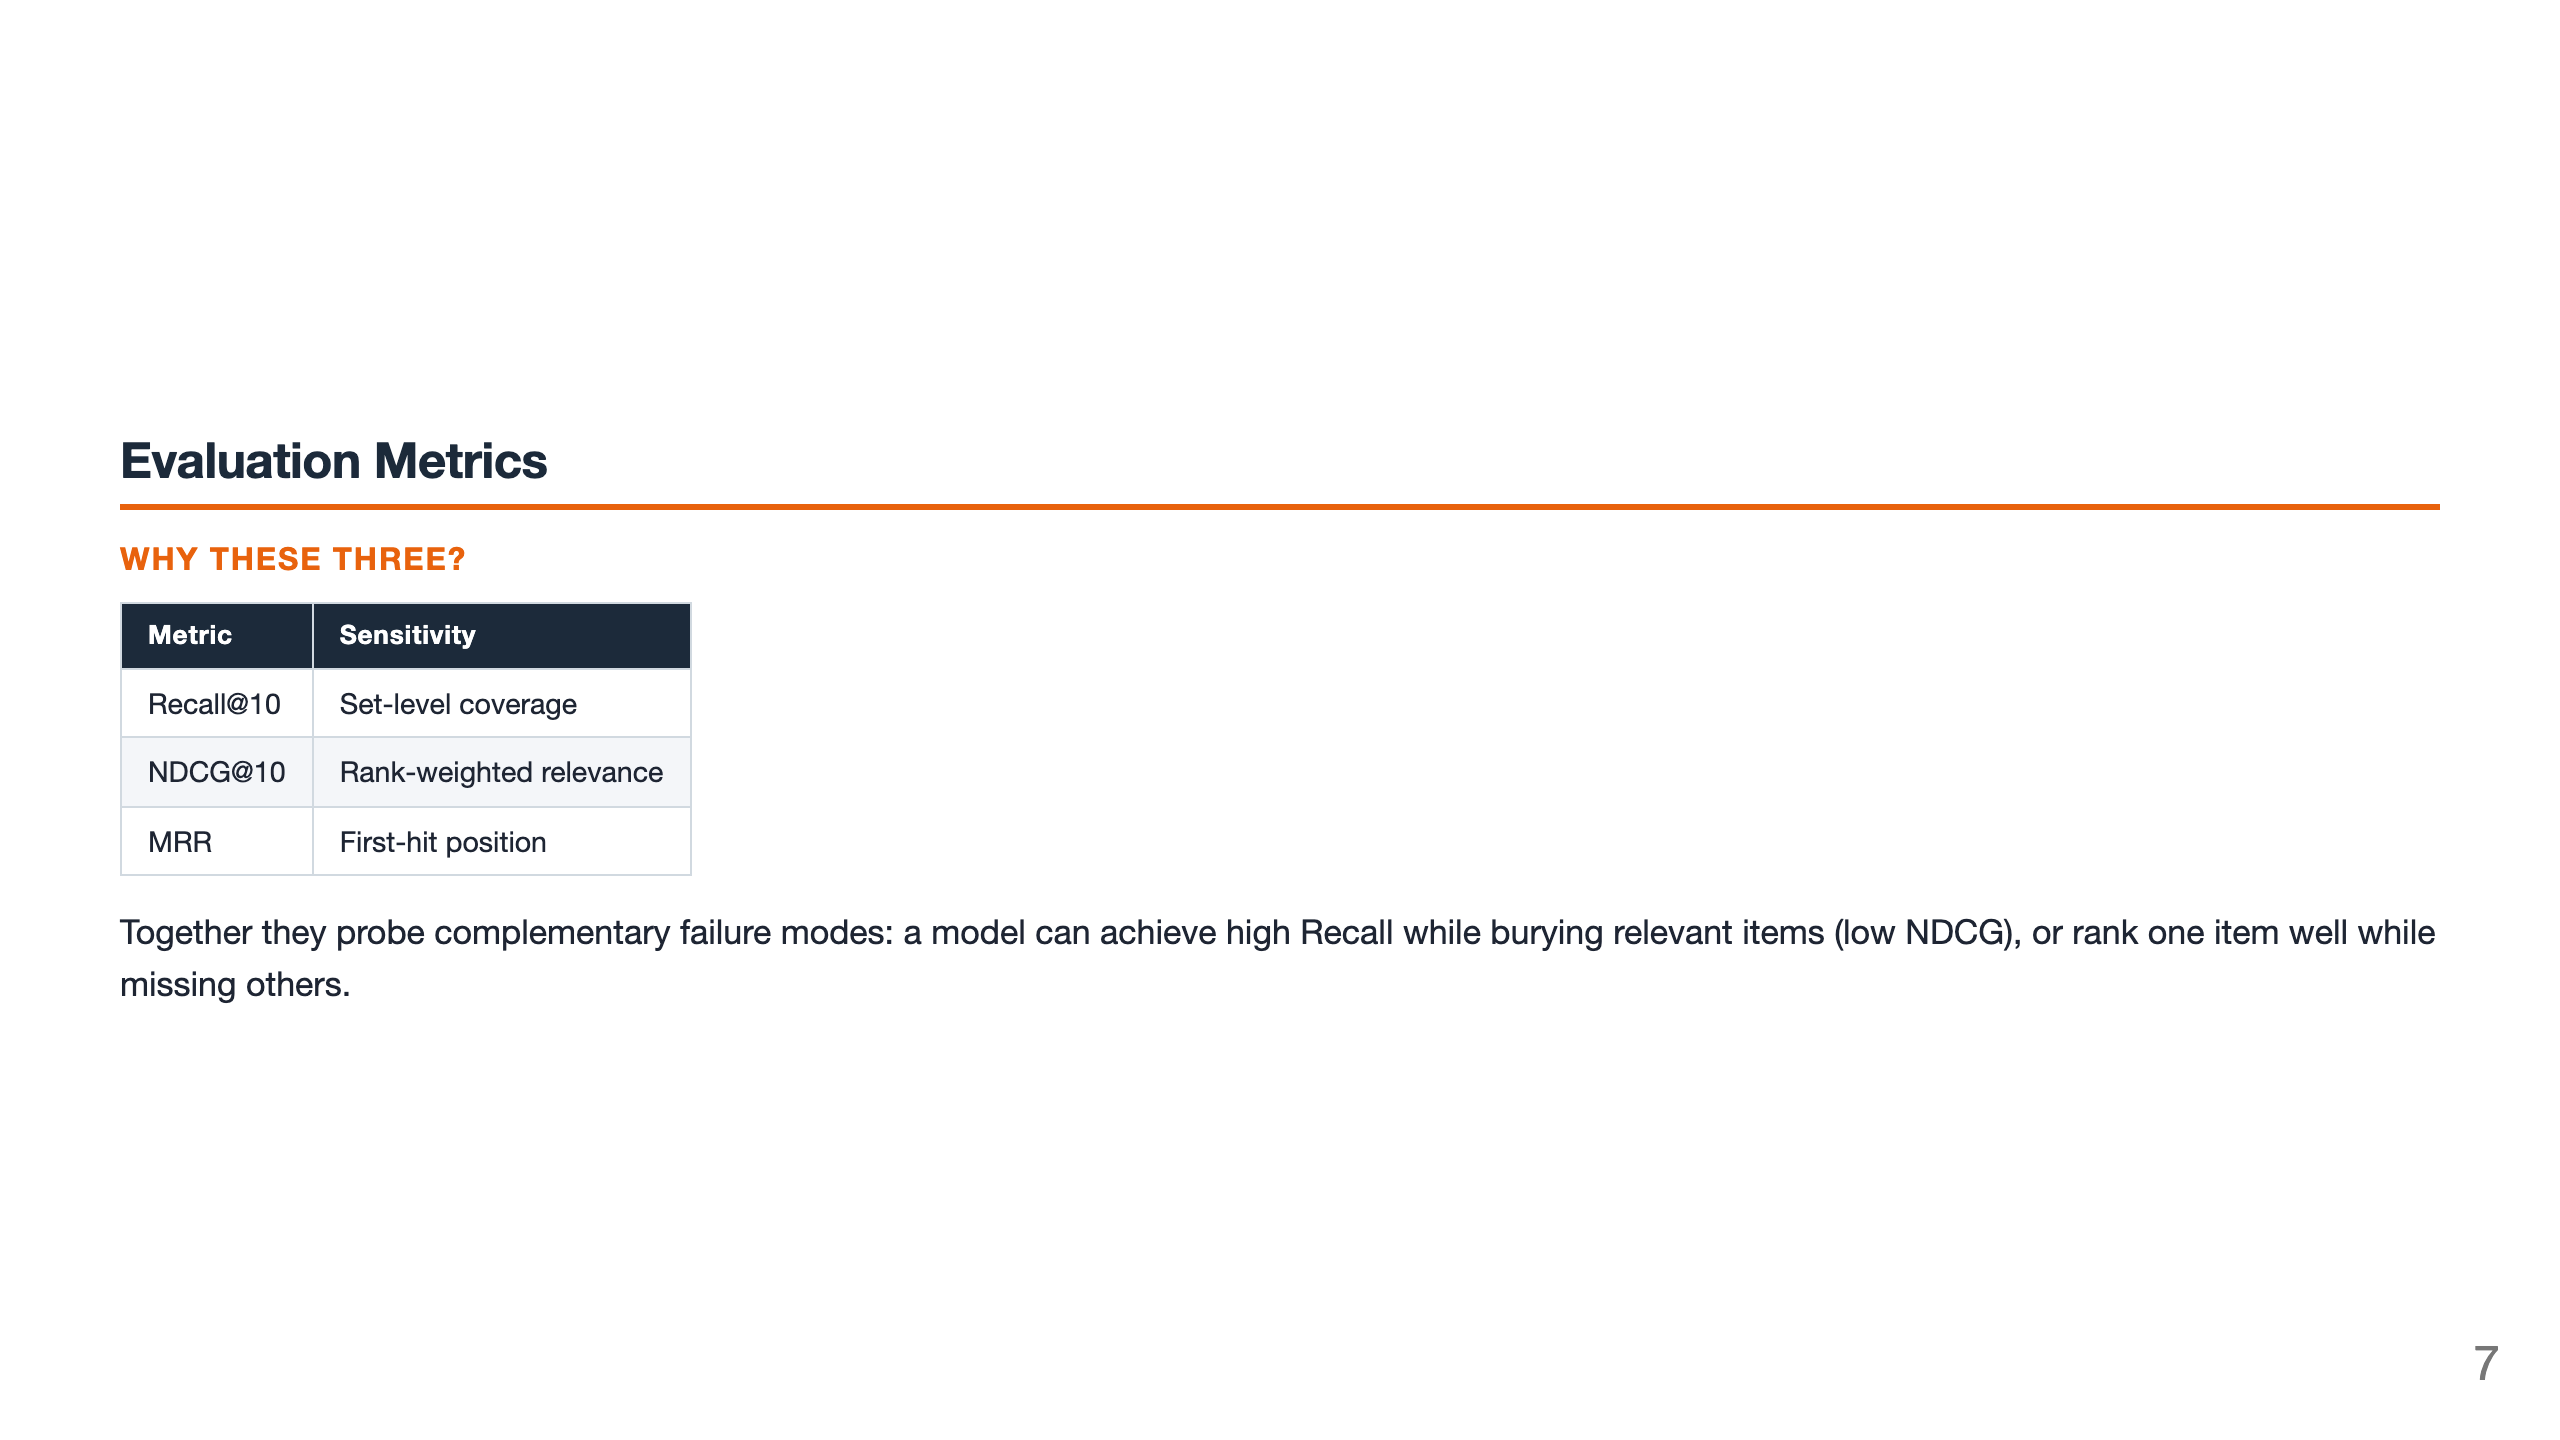 Evaluation Metrics
WHY THESE THREE?
Metric Sensitivity
Recall@10 Set-level coverage
NDCG@10 Rank-weighted relevance
MRR First-hit position
Together they probe complementary failure modes: a model can achieve high Recall while burying relevant items (low NDCG), or rank one item well while
missing others.
7